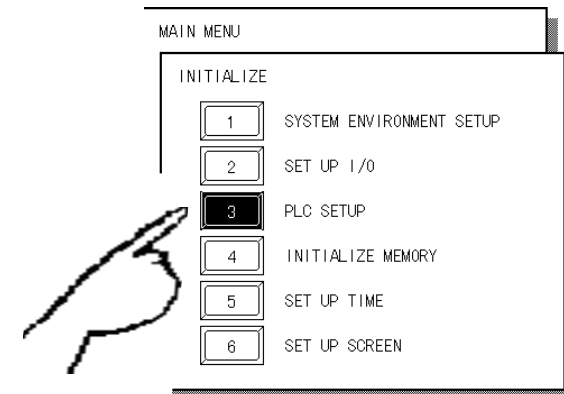 MAIN MENU
INITIALIZE
1 SYSTEM ENVIRONMENT SETUP
2 SET UP I/O
3 PLC SETUP
4 INITIALIZE MEMORY
5 SET UP TIME
6 SET UP SCREEN